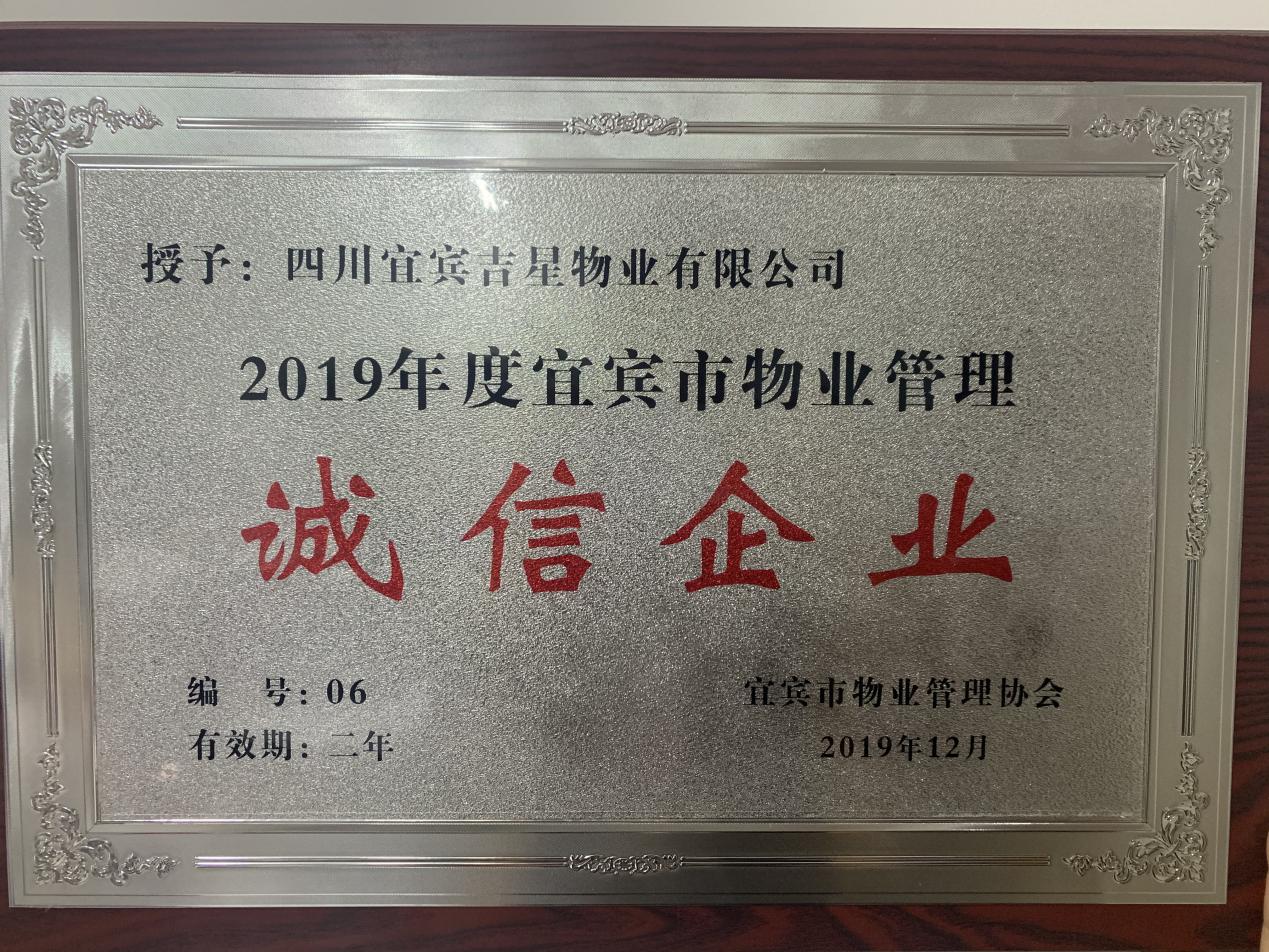 授予：四川宜宾吉星物业有限公司
2019年度宜宾市物业管理
诚信企业
编 号：06
有效期：二年
宜宾市物业管理协会
2019年12月